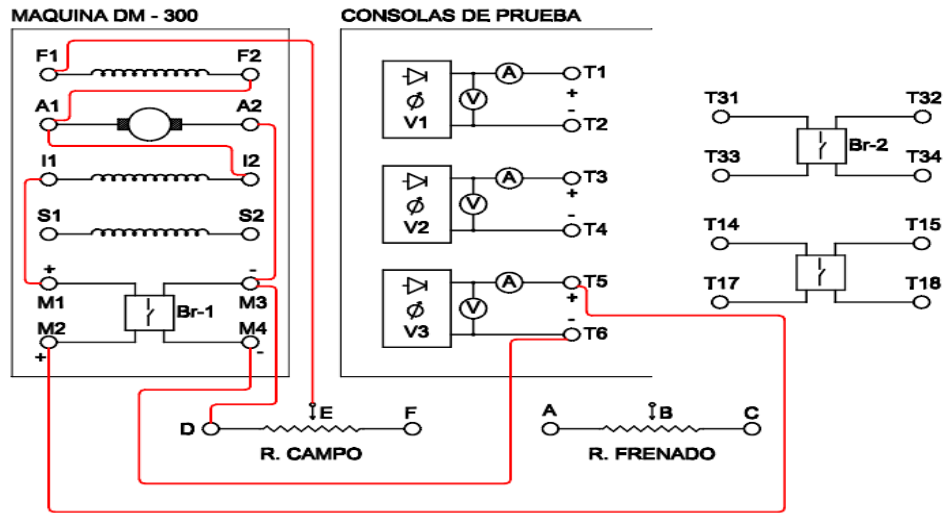 MAQUINA DM - 300
CONSOLAS DE PRUEBA
F1 F2
A1 A2
I1 I2
S1 S2
+ -
M1 M3
Br-1
M2 M4
+ -
V1
A
V
T1
+
-
T2
V2
A
V
T3
+
-
T4
V3
A
V
T5
+
-
T6
T31 T32
Br-2
T33 T34
T14 T15
T17 T18
D E F
R. CAMPO
A B C
R. FRENADO